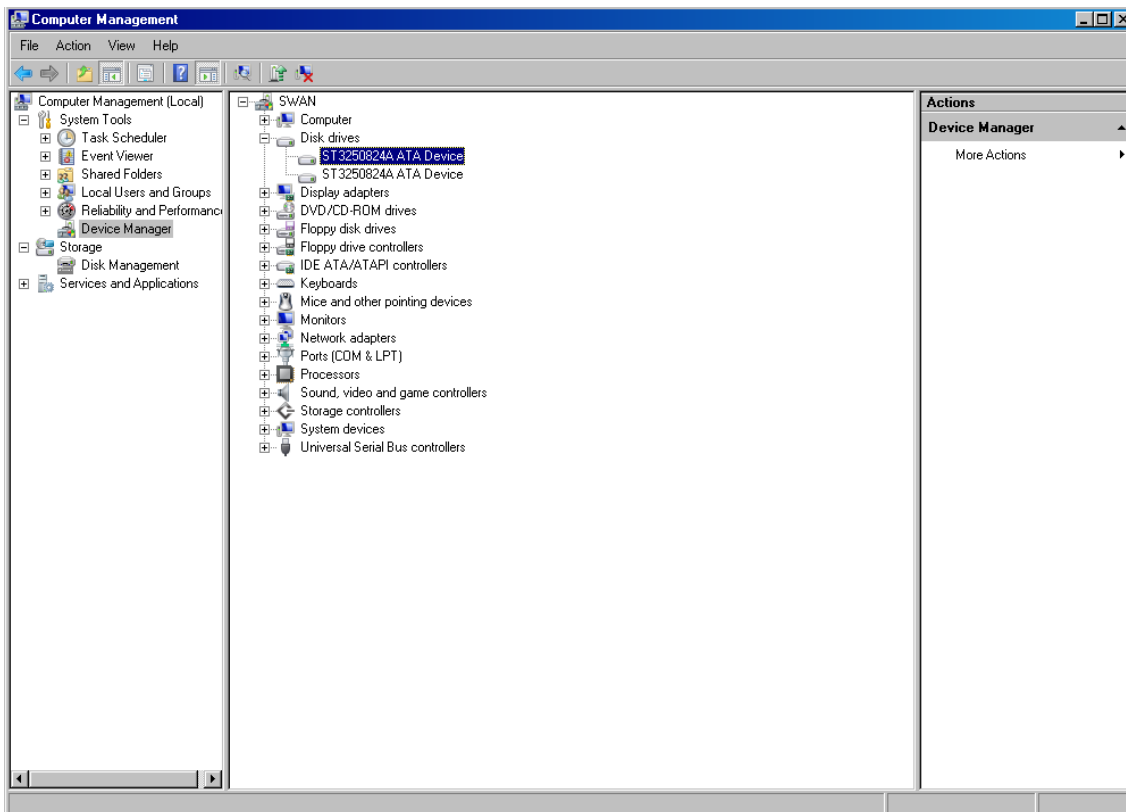 Computer Management
File Action View Help
Computer Management (Local)
System Tools
Task Scheduler
Event Viewer
Shared Folders
Local Users and Groups
Reliability and Performanc
Device Manager
Storage
Disk Management
Services and Applications
SWAN
Computer
Disk drives
ST3250824A ATA Device
ST3250824A ATA Device
Display adapters
DVD/CD-ROM drives
Floppy disk drives
Floppy drive controllers
IDE ATA/ATAPI controllers
Keyboards
Mice and other pointing devices
Monitors
Network adapters
Ports (COM & LPT)
Processors
Sound, video and game controllers
Storage controllers
System devices
Universal Serial Bus controllers
Actions
Device Manager
More Actions